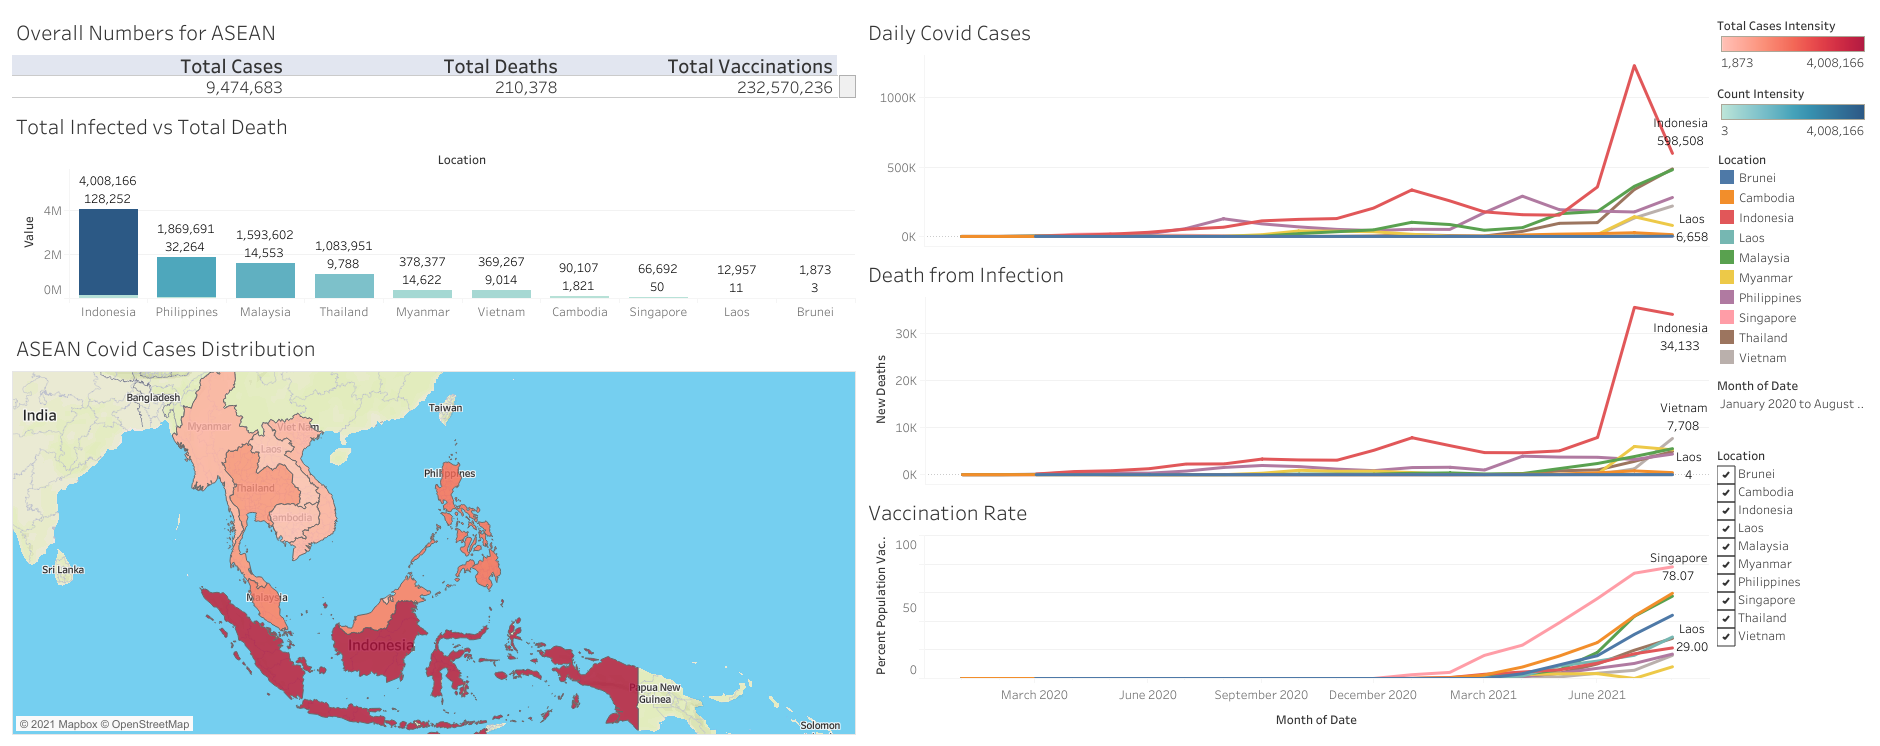 Overall Numbers for ASEAN
Total Cases Total Deaths Total Vaccinations
9,474,683 210,378 232,570,236
Total Infected vs Total Death
Location
Value
4M
2M
0M
4,008,166
128,252
1,869,691
32,264
1,593,602
14,553
1,083,951
9,788
378,377
14,622
369,267
9,014
90,107
1,821
66,692
50
12,957
11
1,873
3
Indonesia Philippines Malaysia Thailand Myanmar Vietnam Cambodia Singapore Laos Brunei
ASEAN Covid Cases Distribution
India
Bangladesh
Taiwan
Myanmar
Viet Nam
Laos
Thailand
Cambodia
Philippines
Sri Lanka
Malaysia
Indonesia
Papua New
Guinea
Solomon
© 2021 Mapbox © OpenStreetMap
Daily Covid Cases
1000K
500K
0K
Indonesia
598,508
Laos
6,658
Death from Infection
New Deaths
30K
20K
10K
0K
Indonesia
34,133
Vietnam
7,708
Laos
4
Vaccination Rate
Percent Population Vac..
100
50
0
Singapore
78.07
Laos
29.00
March 2020 June 2020 September 2020 December 2020 March 2021 June 2021
Month of Date
Total Cases Intensity
1,873 4,008,166
Count Intensity
3 4,008,166
Location
Brunei
Cambodia
Indonesia
Laos
Malaysia
Myanmar
Philippines
Singapore
Thailand
Vietnam
Month of Date
January 2020 to August ..
Location
Brunei
Cambodia
Indonesia
Laos
Malaysia
Myanmar
Philippines
Singapore
Thailand
Vietnam